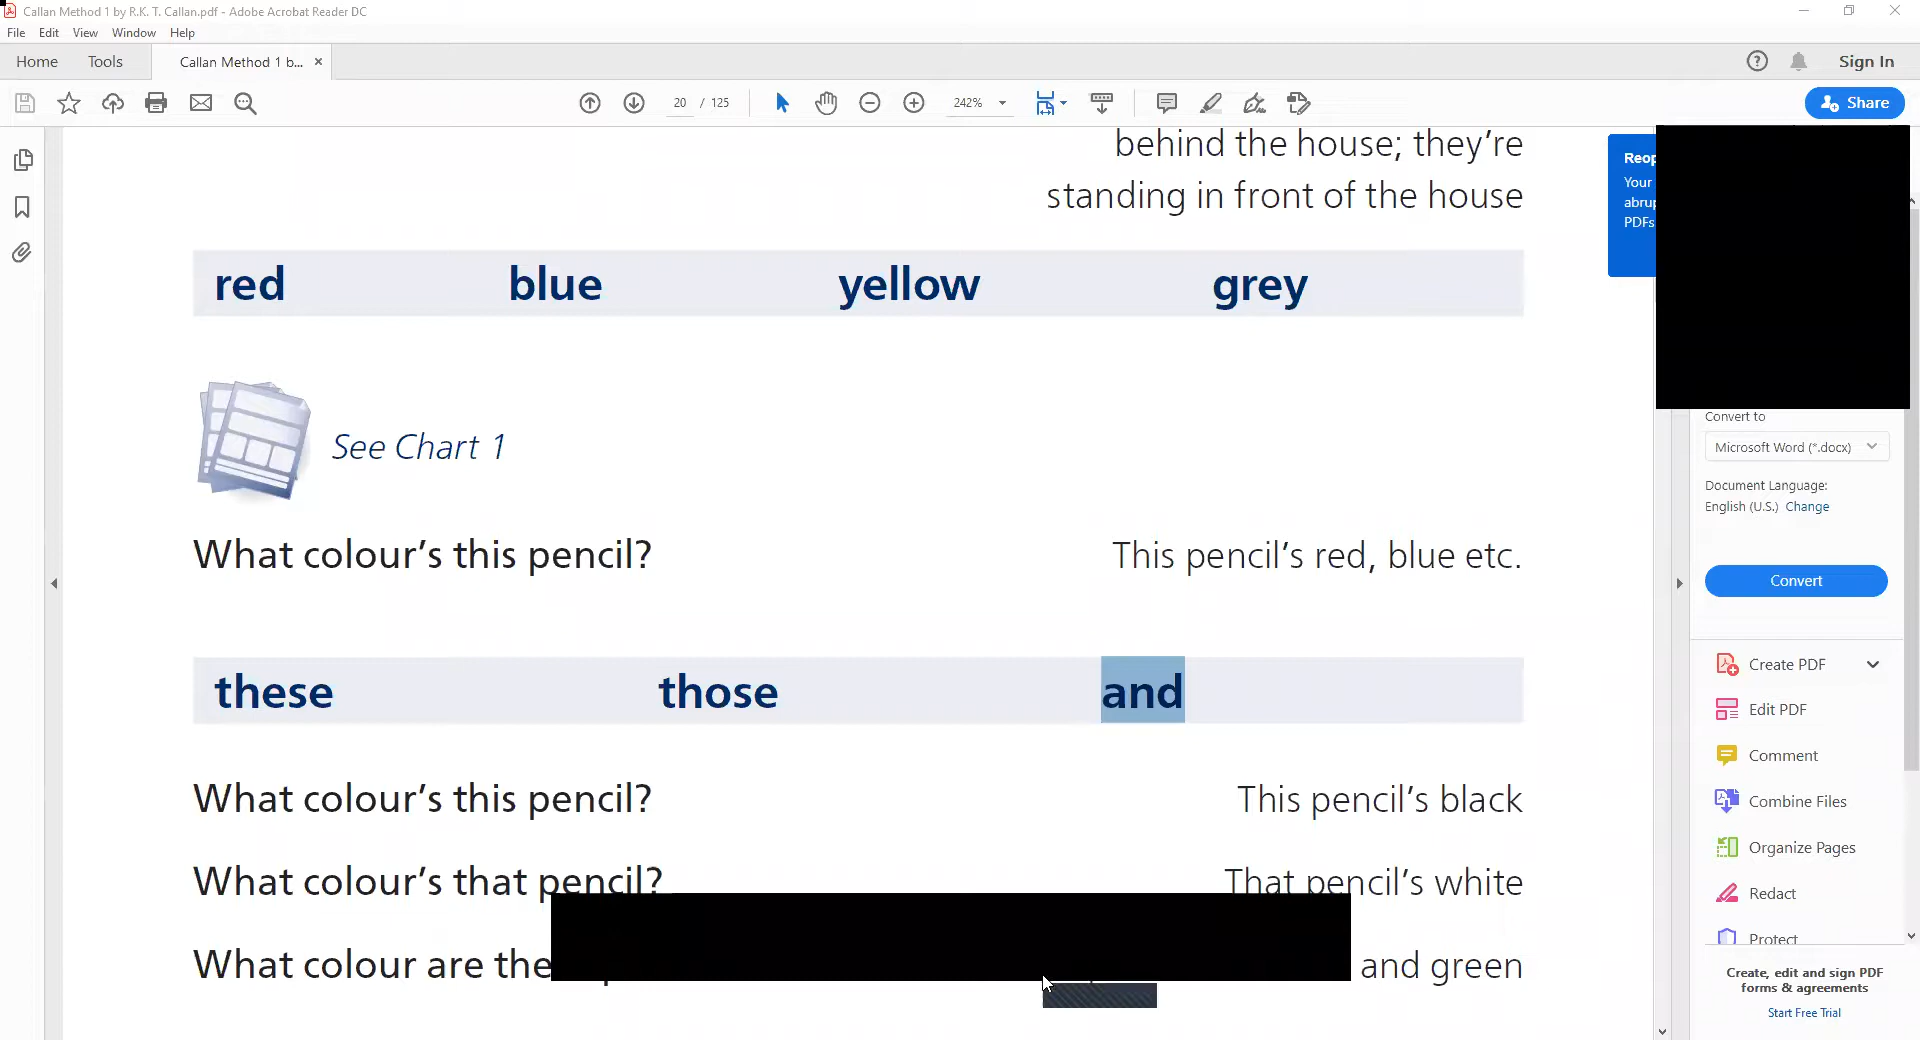 Callan Method 1 by R.K. T. Callan.pdf - Adobe Acrobat Reader DC
File Edit View Window Help
Home Tools Callan Method 1 b... × Sign In
20 / 125 242% Share
behind the house; they're
standing in front of the house
Your
PDFs
red blue yellow grey
See Chart 1
Convert to
Microsoft Word (*.docx)
Document Language:
English (U.S.) Change
What colour's this pencil? This pencil's red, blue etc.
Convert
Create PDF
these those and
Edit PDF
Comment
What colour's this pencil? This pencil's black
Combine Files
Organize Pages
What colour's that pencil? That pencil's white
Redact
Protect
What colour are the and green
Create, edit and sign PDF
forms & agreements
Start Free Trial